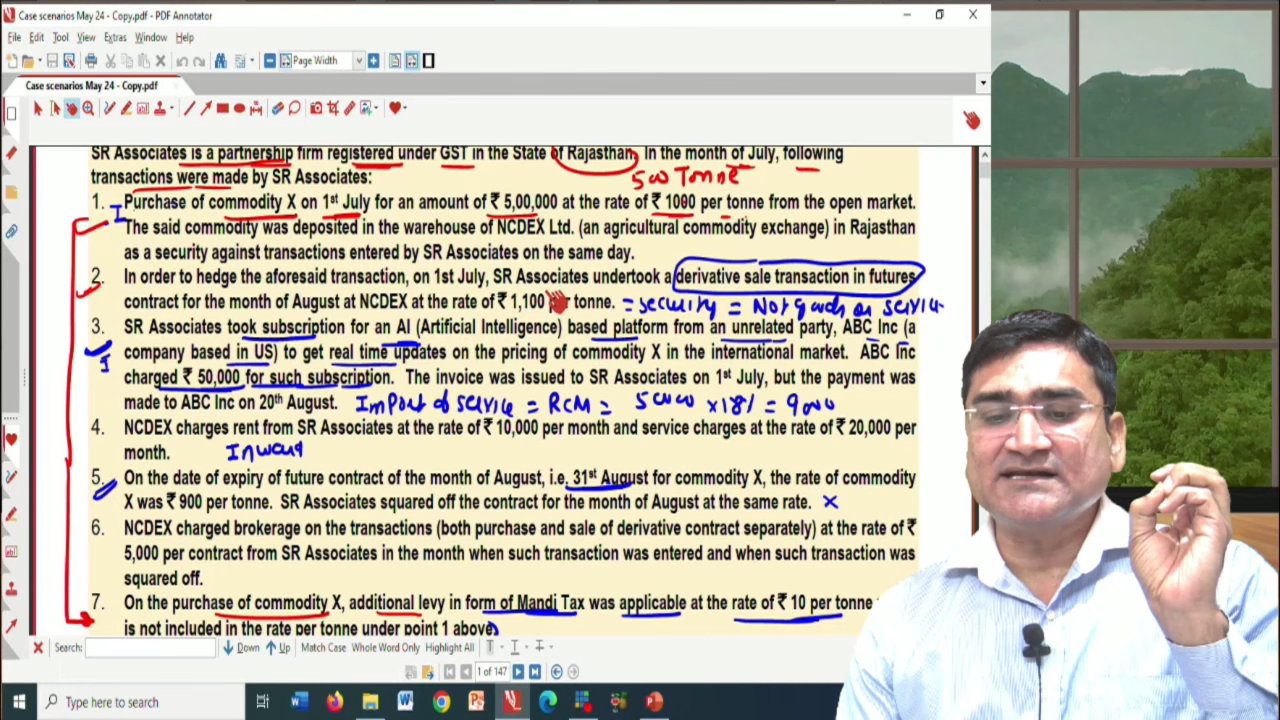 Case scenarios May 24 - Copy.pdf - PDF Annotator
File Edit Tool View Extras Window Help
Page Width
Case scenarios May 24 - Copy.pdf
SR Associates is a partnership firm registered under GST in the State of Rajasthan. In the month of July, following
transactions were made by SR Associates:
500 Tonne
1. Purchase of commodity X on 1st July for an amount of ₹ 5,00,000 at the rate of ₹ 1000 per tonne from the open market.
I
The said commodity was deposited in the warehouse of NCDEX Ltd. (an agricultural commodity exchange) in Rajasthan
as a security against transactions entered by SR Associates on the same day.
2. In order to hedge the aforesaid transaction, on 1st July, SR Associates undertook a derivative sale transaction in futures
contract for the month of August at NCDEX at the rate of ₹ 1,100 tonne. = security = Not goods or service
3. SR Associates took subscription for an AI (Artificial Intelligence) based platform from an unrelated party, ABC Inc (a
I company based in US) to get real time updates on the pricing of commodity X in the international market. ABC Inc
charged ₹ 50,000 for such subscription. The invoice was issued to SR Associates on 1st July, but the payment was
made to ABC Inc on 20th August. Import of service = RCM = 50000 x 18% = 9000
4. NCDEX charges rent from SR Associates at the rate of ₹ 10,000 per month and service charges at the rate of ₹ 20,000 per
month. Inward
5. On the date of expiry of future contract of the month of August, i.e. 31st August for commodity X, the rate of commodity
X was ₹ 900 per tonne. SR Associates squared off the contract for the month of August at the same rate. x
6. NCDEX charged brokerage on the transactions (both purchase and sale of derivative contract separately) at the rate of ₹
5,000 per contract from SR Associates in the month when such transaction was entered and when such transaction was
squared off.
7. On the purchase of commodity X, additional levy in form of Mandi Tax was applicable at the rate of ₹ 10 per tonne
is not included in the rate per tonne under point 1 above
Search: Down Up Match Case Whole Word Only Highlight All
1 of 147
Type here to search